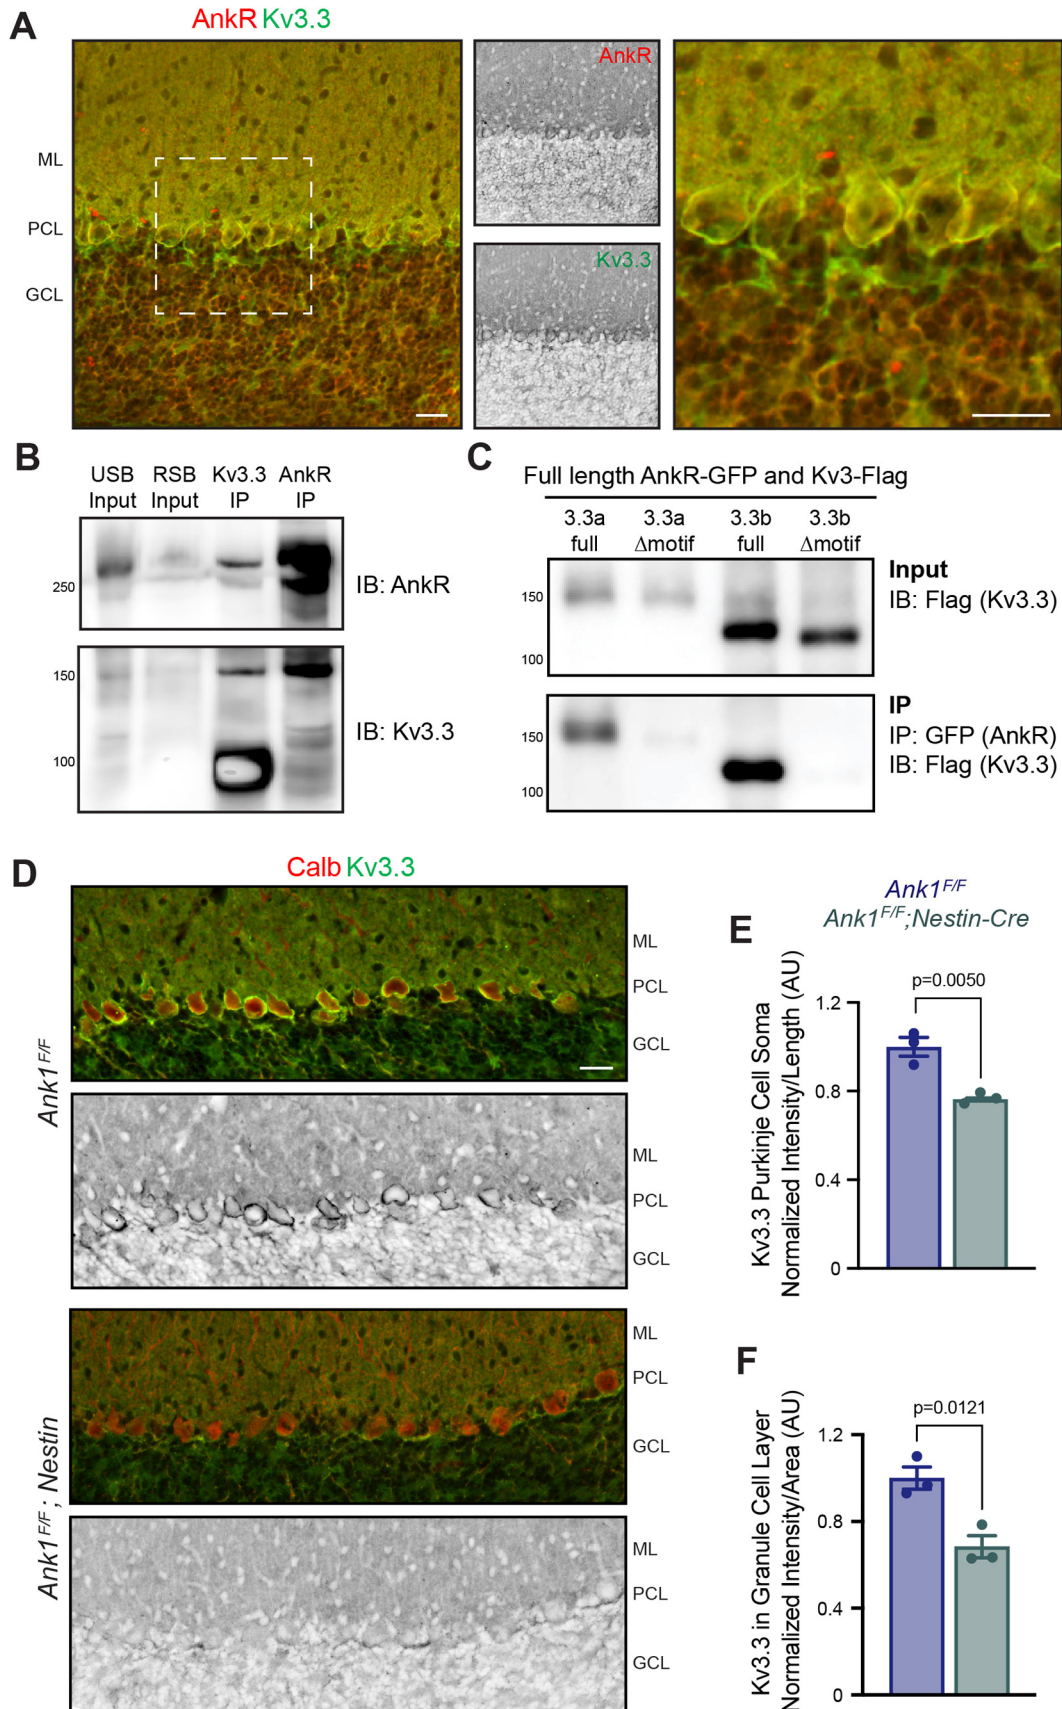 A
AnkR Kv3.3
AnkR
Kv3.3
ML
PCL
GCL
B
USB Input
RSB Input
Kv3.3 IP
AnkR IP
250
IB: AnkR
150
100
IB: Kv3.3
C
Full length AnkR-GFP and Kv3-Flag
3.3a full
3.3a Δmotif
3.3b full
3.3b Δmotif
150
100
Input
IB: Flag (Kv3.3)
150
100
IP
IP: GFP (AnkR)
IB: Flag (Kv3.3)
D
Calb Kv3.3
Ank1F/F
ML
PCL
GCL
ML
PCL
GCL
Ank1F/F; Nestin
ML
PCL
GCL
ML
PCL
GCL
Ank1F/F
Ank1F/F;Nestin-Cre
E
Kv3.3 Purkinje Cell Soma
Normalized Intensity/Length (AU)
p=0.0050
1.2
0.8
0.4
0
F
Kv3.3 in Granule Cell Layer
Normalized Intensity/Area (AU)
p=0.0121
1.2
0.8
0.4
0